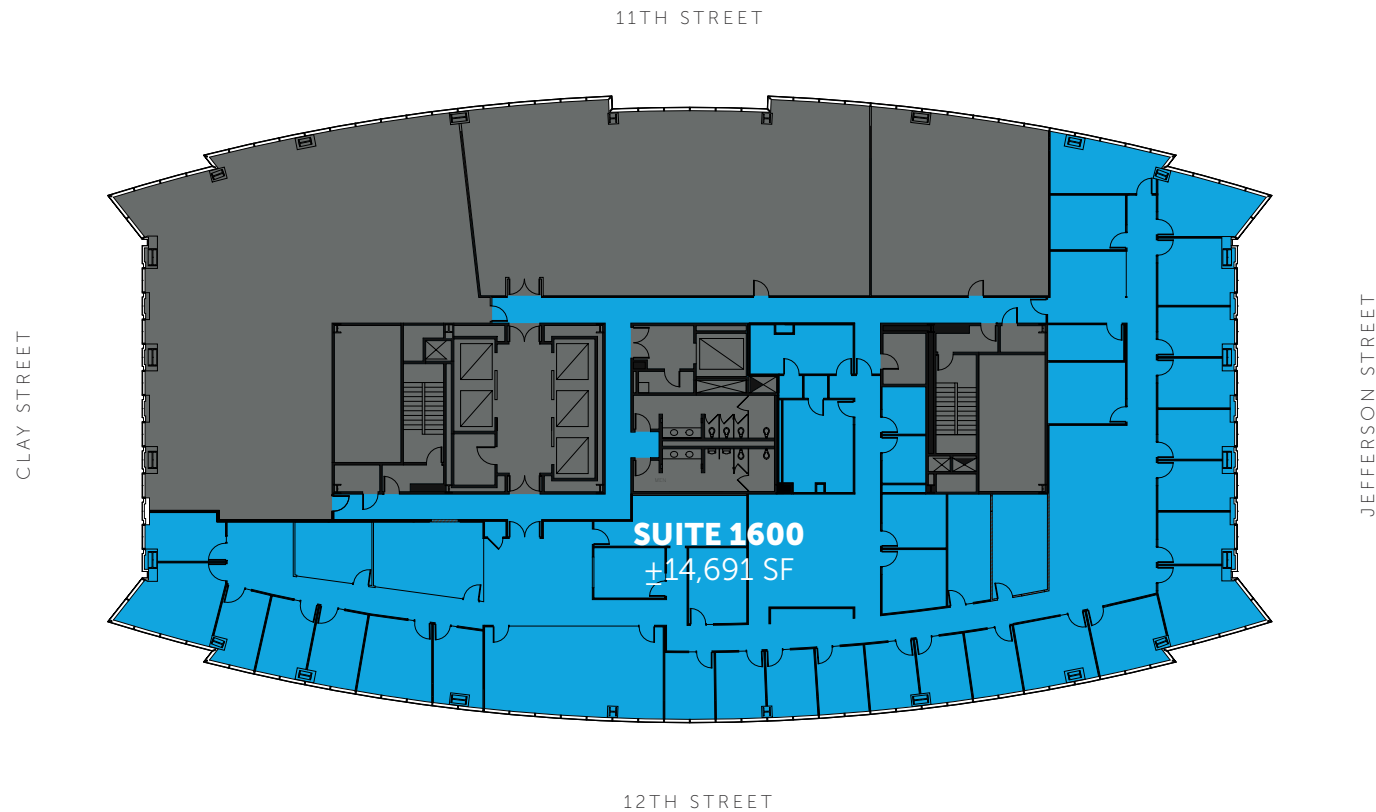 11TH STREET
CLAY STREET
JEFFERSON STREET
SUITE 1600
±14,691 SF
12TH STREET